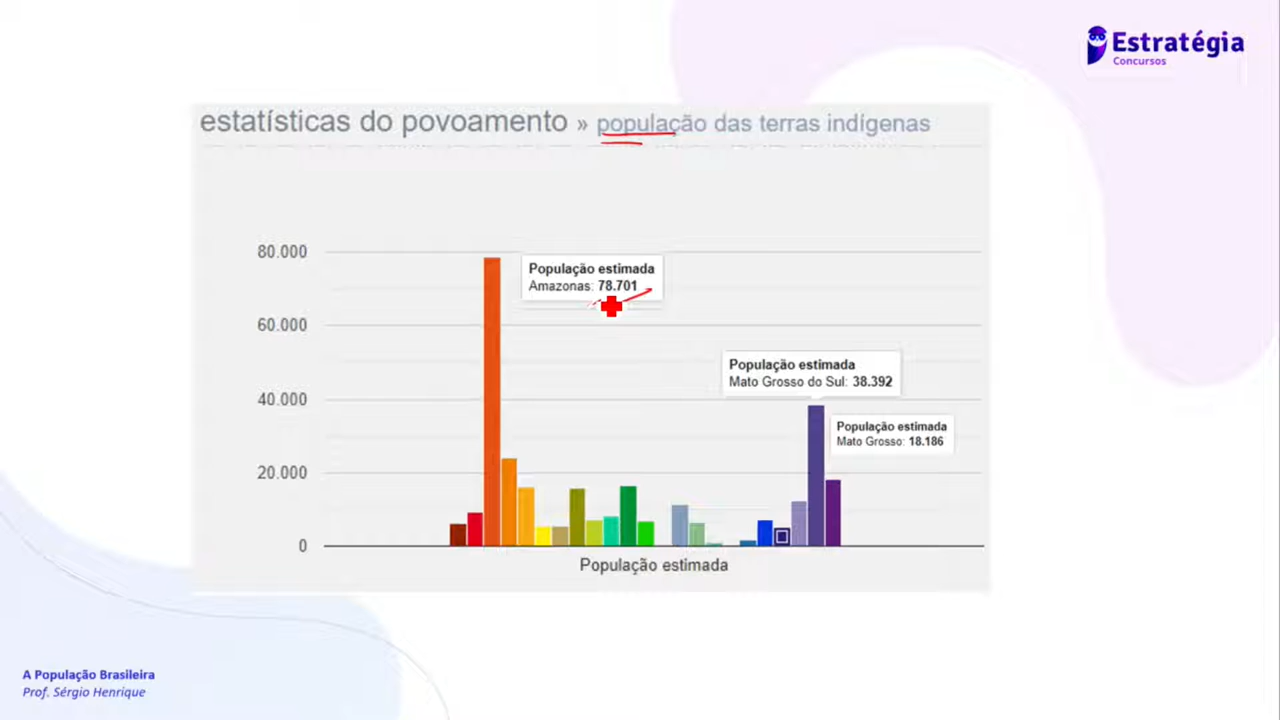 Estratégia
Concursos
estatísticas do povoamento » população das terras indígenas
80.000
População estimada
Amazonas: 78.701
60.000
População estimada
Mato Grosso do Sul: 38.392
40.000
População estimada
Mato Grosso: 18.186
20.000
0
População estimada
A População Brasileira
Prof. Sérgio Henrique